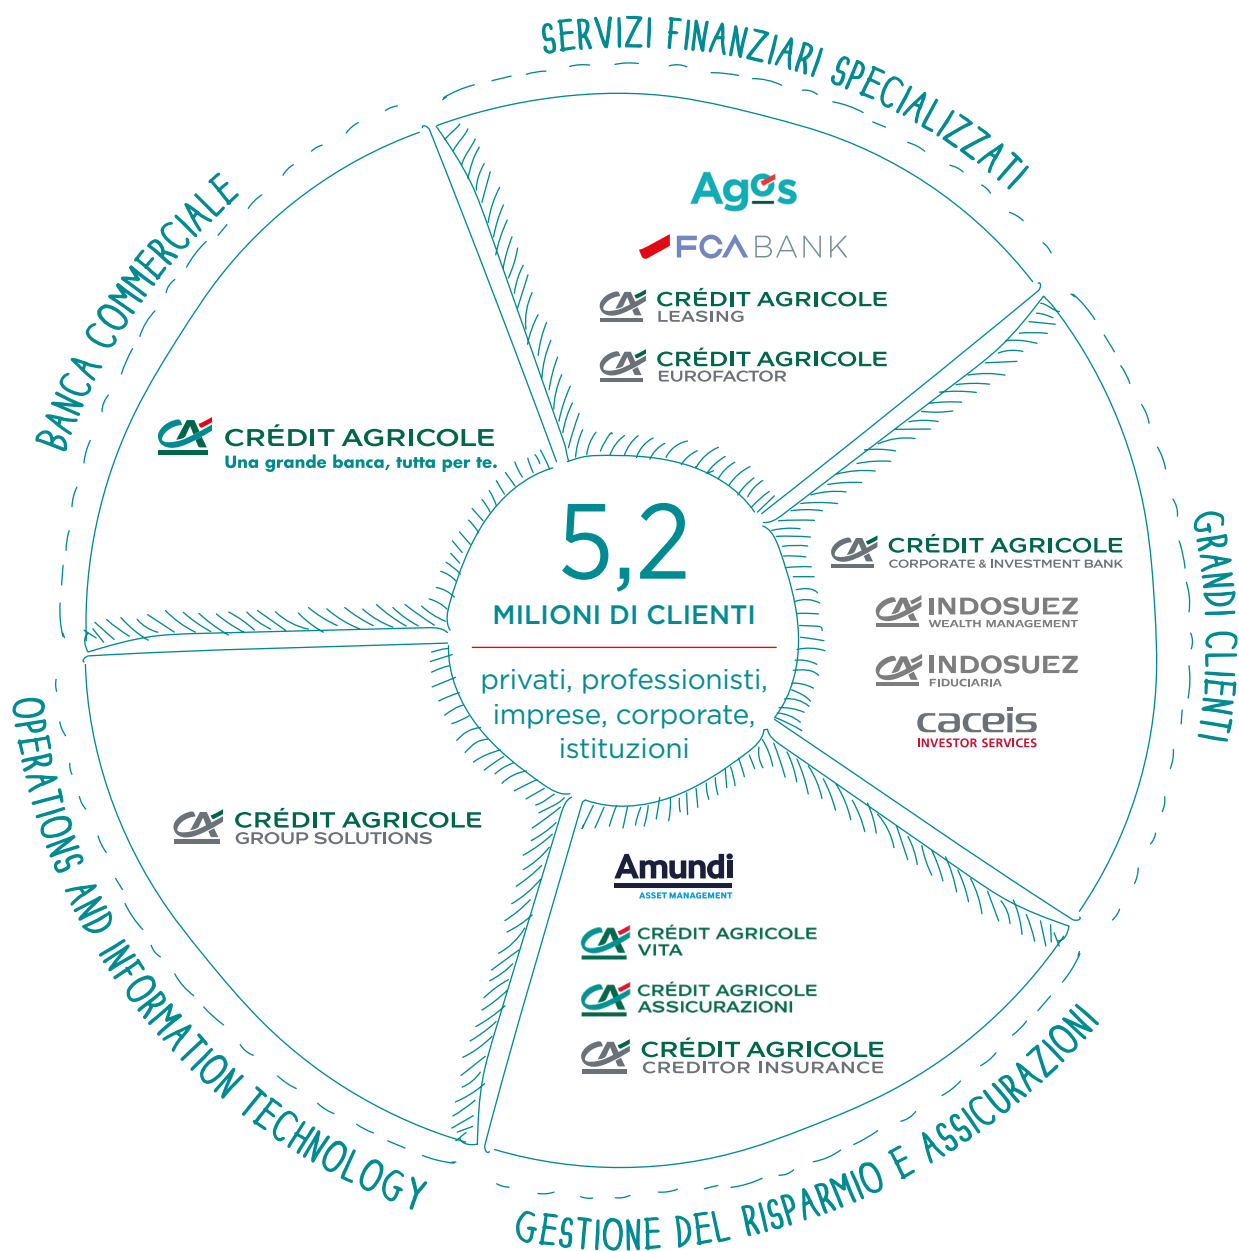 SERVIZI FINANZIARI SPECIALIZZATI
Agos
FCA BANK
CRÉDIT AGRICOLE
LEASING
CRÉDIT AGRICOLE
EUROFACTOR
BANCA COMMERCIALE
CRÉDIT AGRICOLE
Una grande banca, tutta per te.
5,2
MILIONI DI CLIENTI
privati, professionisti,
imprese, corporate,
istituzioni
GRANDI CLIENTI
CRÉDIT AGRICOLE
CORPORATE & INVESTMENT BANK
INDOSUEZ
WEALTH MANAGEMENT
INDOSUEZ
FIDUCIARIA
caceis
INVESTOR SERVICES
OPERATIONS AND INFORMATION TECHNOLOGY
CRÉDIT AGRICOLE
GROUP SOLUTIONS
Amundi
ASSET MANAGEMENT
CRÉDIT AGRICOLE
VITA
CRÉDIT AGRICOLE
ASSICURAZIONI
CRÉDIT AGRICOLE
CREDITOR INSURANCE
GESTIONE DEL RISPARMIO E ASSICURAZIONI